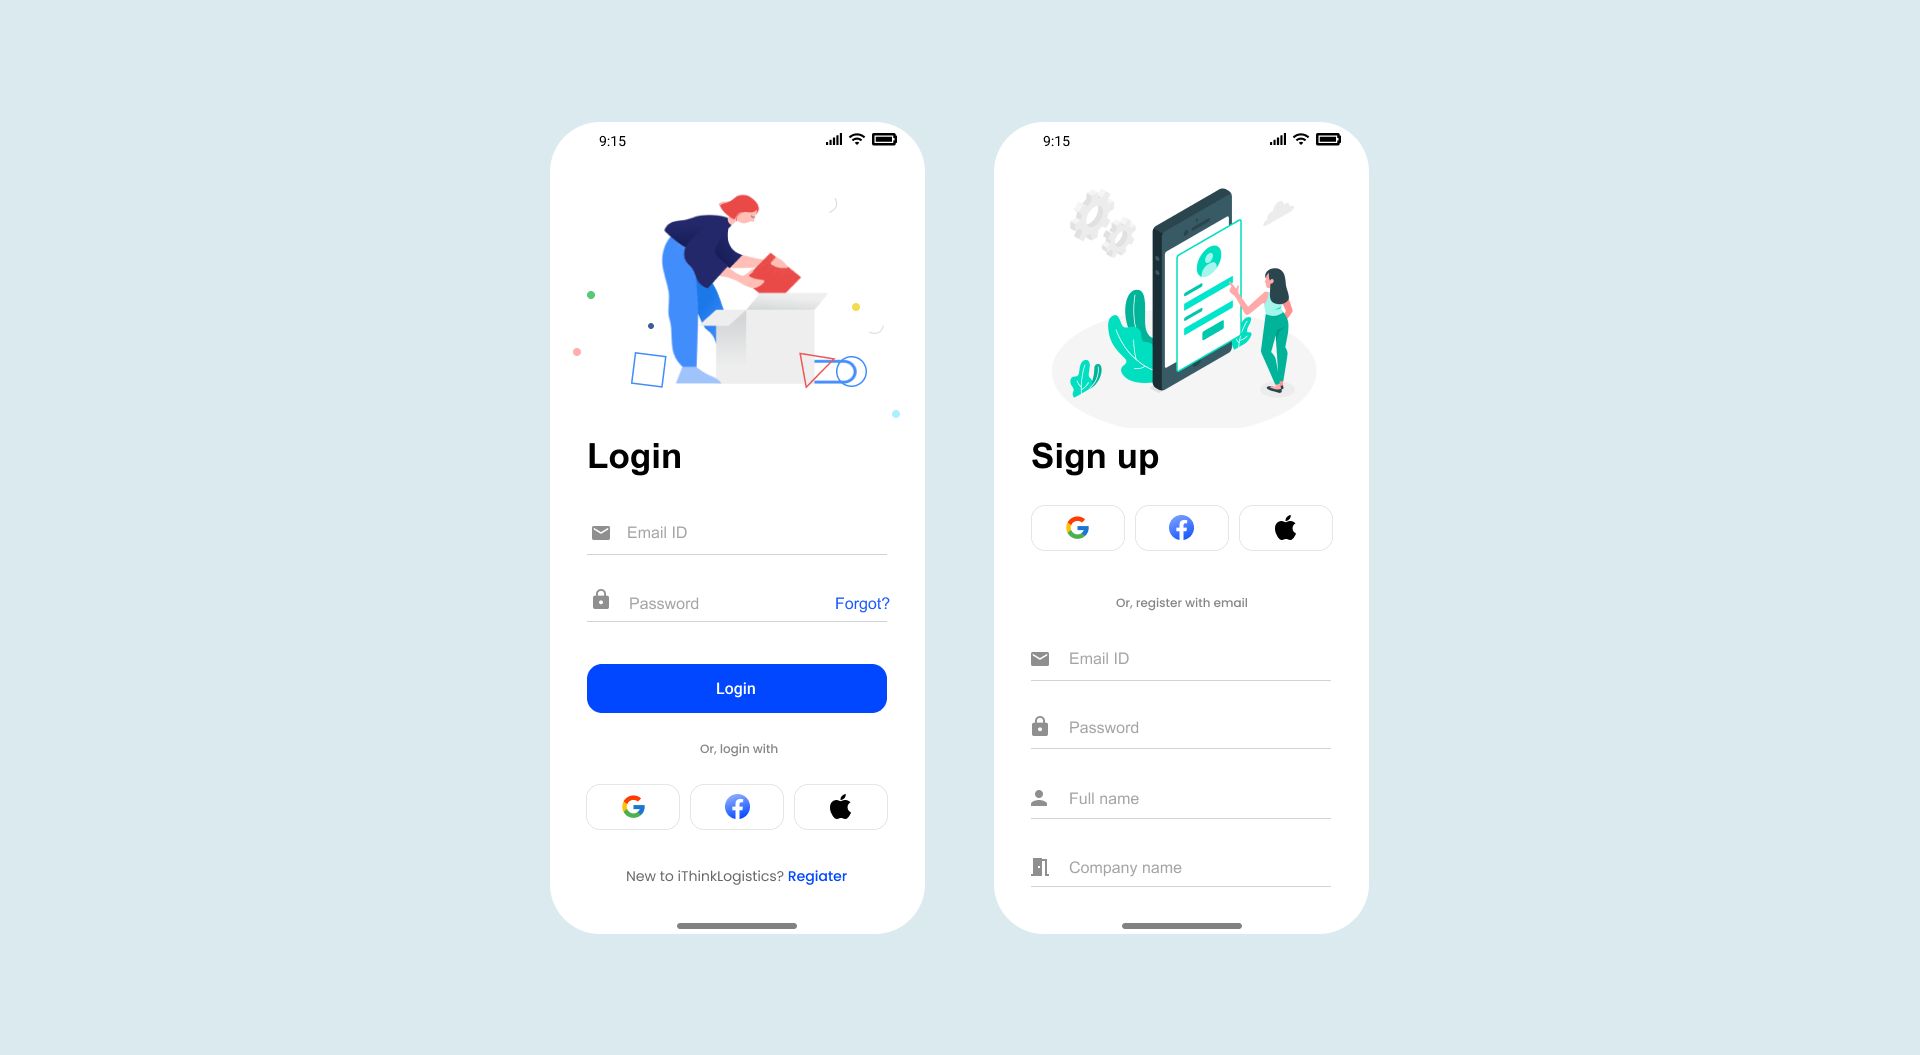 9:15
Login
Email ID
Password
Forgot?
Login
Or, login with
New to iThinkLogistics? Regiater
9:15
Sign up
Or, register with email
Email ID
Password
Full name
Company name